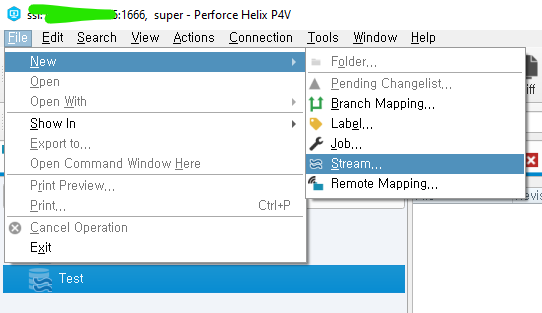 ssl: 5:1666, super - Perforce Helix P4V
File Edit Search View Actions Connection Tools Window Help
New
Open
Open With
Show In
Export to...
Open Command Window Here
Print Preview...
Print... Ctrl+P
Cancel Operation
Exit
Folder...
Pending Changelist...
Branch Mapping...
Label...
Job...
Stream...
Remote Mapping...
Test